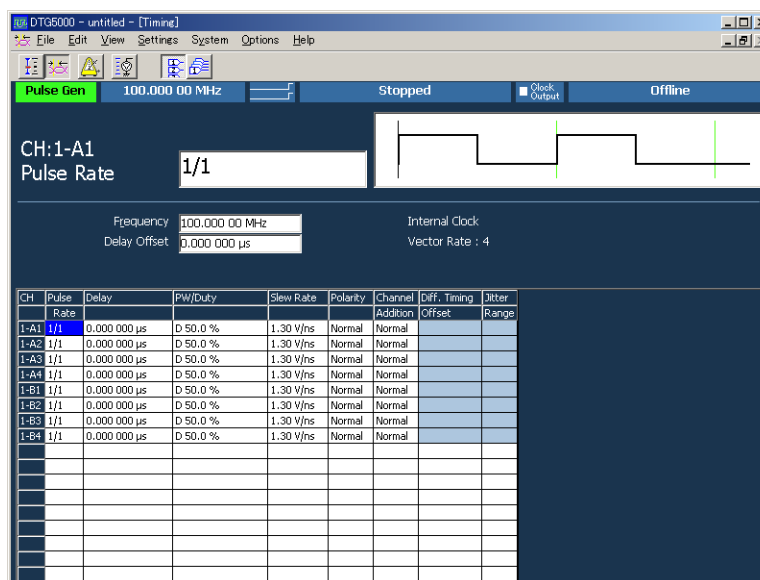 DTG5000 - untitled - [Timing]
File Edit View Settings System Options Help
Pulse Gen 100.000 00 MHz Stopped Clock Output Offline
CH:1-A1
Pulse Rate 1/1
Frequency 100.000 00 MHz Internal Clock
Delay Offset 0.000 000 µs Vector Rate : 4
CH Pulse Delay PW/Duty Slew Rate Polarity Channel Diff. Timing Jitter
Rate Addition Offset Range
1-A1 1/1 0.000 000 µs D 50.0 % 1.30 V/ns Normal Normal
1-A2 1/1 0.000 000 µs D 50.0 % 1.30 V/ns Normal Normal
1-A3 1/1 0.000 000 µs D 50.0 % 1.30 V/ns Normal Normal
1-A4 1/1 0.000 000 µs D 50.0 % 1.30 V/ns Normal Normal
1-B1 1/1 0.000 000 µs D 50.0 % 1.30 V/ns Normal Normal
1-B2 1/1 0.000 000 µs D 50.0 % 1.30 V/ns Normal Normal
1-B3 1/1 0.000 000 µs D 50.0 % 1.30 V/ns Normal Normal
1-B4 1/1 0.000 000 µs D 50.0 % 1.30 V/ns Normal Normal